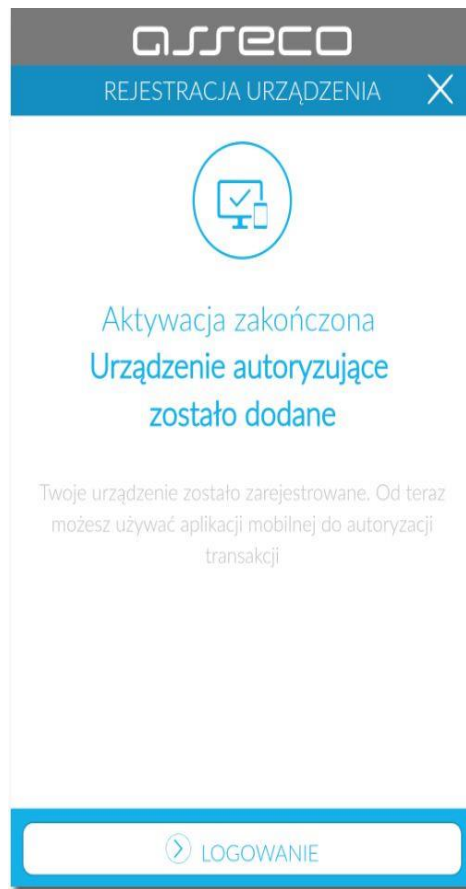 asseco
REJESTRACJA URZĄDZENIA
Aktywacja zakończona
Urządzenie autoryzujące
zostało dodane
Twoje urządzenie zostało zarejestrowane. Od teraz
możesz używać aplikacji mobilnej do autoryzacji
transakcji
LOGOWANIE